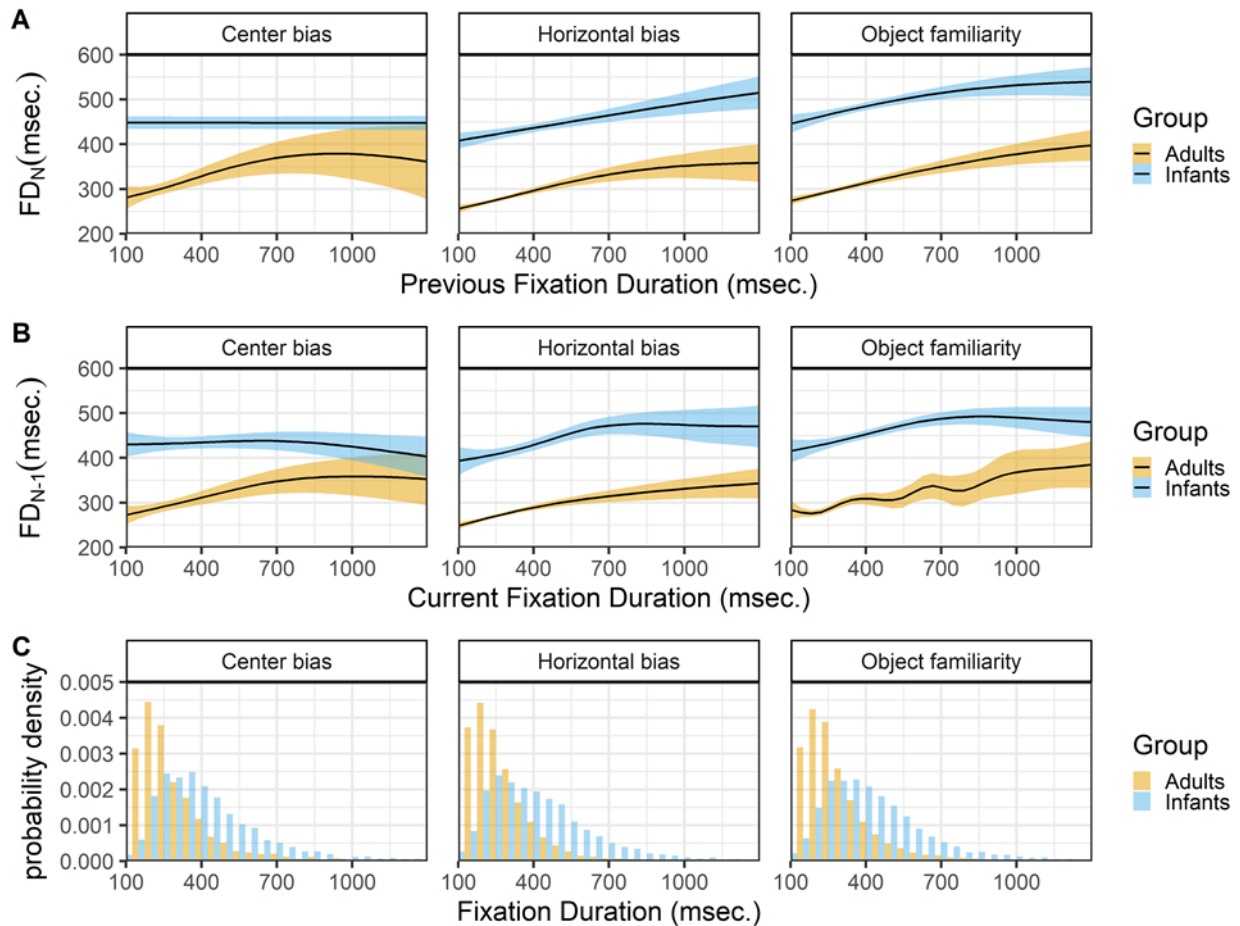 A
Center bias Horizontal bias Object familiarity
600
500
400
300
200
FD_N(msec.)
100 400 700 1000 100 400 700 1000 100 400 700 1000
Previous Fixation Duration (msec.)
Group
Adults
Infants
B
Center bias Horizontal bias Object familiarity
600
500
400
300
200
FD_N-1(msec.)
100 400 700 1000 100 400 700 1000 100 400 700 1000
Current Fixation Duration (msec.)
Group
Adults
Infants
C
Center bias Horizontal bias Object familiarity
0.005
0.004
0.003
0.002
0.001
0.000
probability density
100 400 700 1000 100 400 700 1000 100 400 700 1000
Fixation Duration (msec.)
Group
Adults
Infants